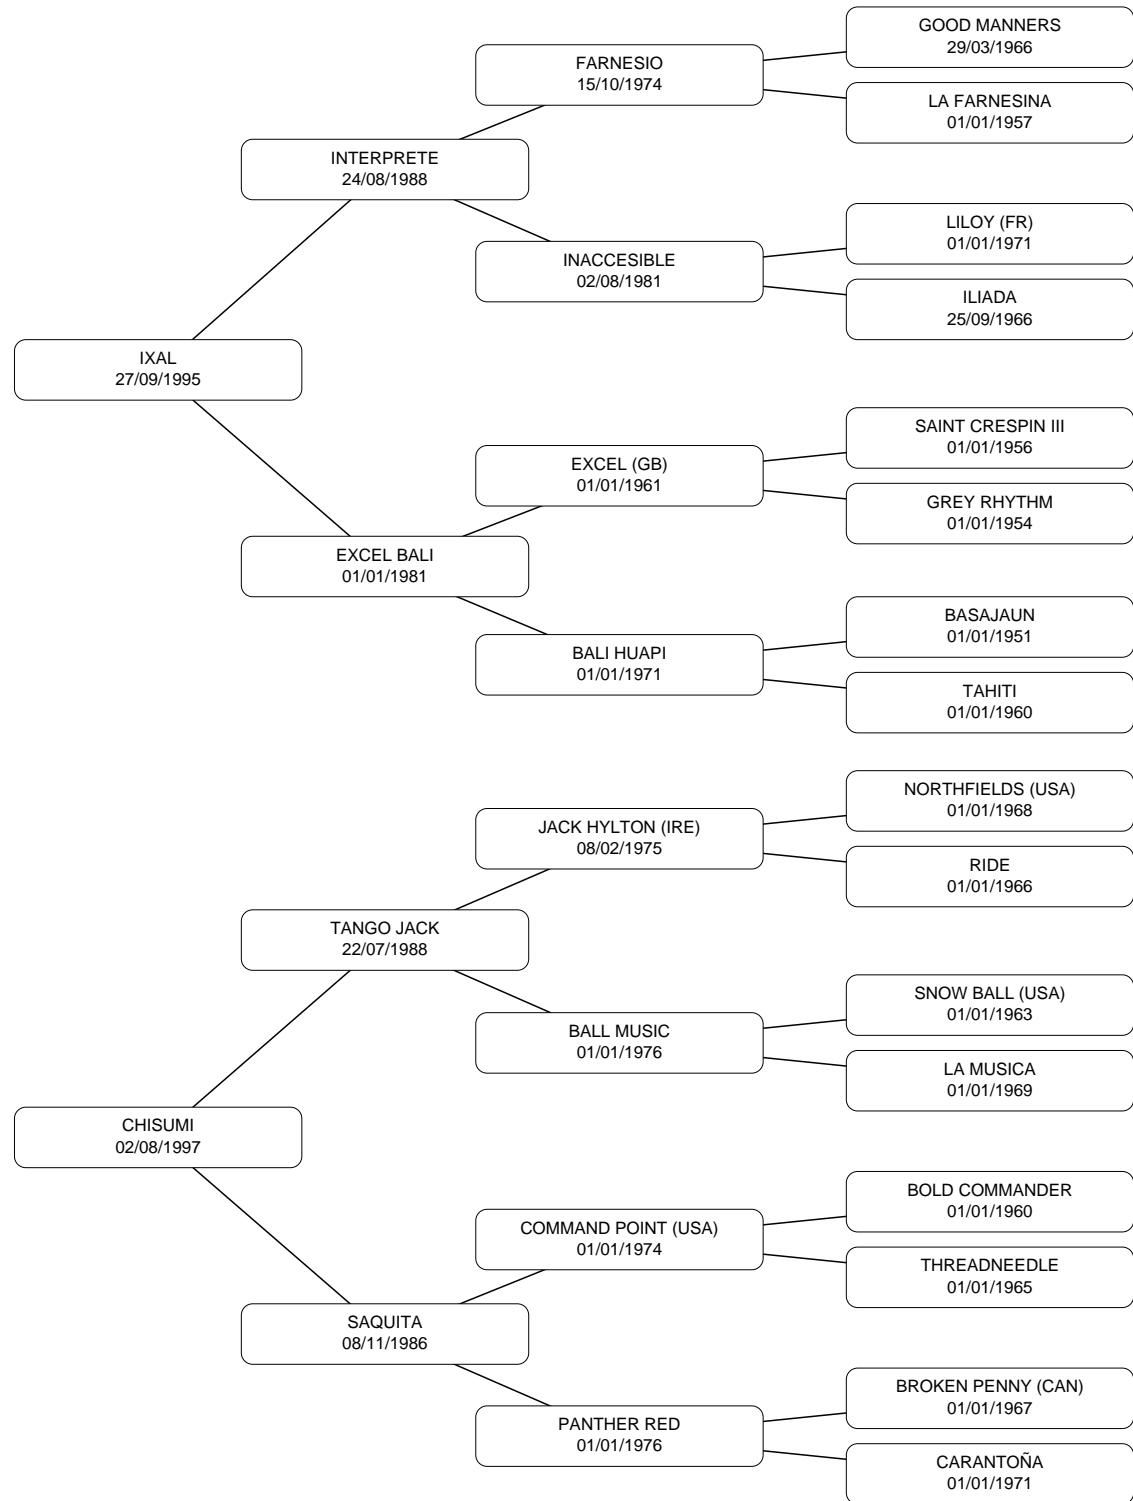 GOOD MANNERS
29/03/1966
FARNESIO
15/10/1974
LA FARNESINA
01/01/1957
INTERPRETE
24/08/1988
LILOY (FR)
01/01/1971
INACCESIBLE
02/08/1981
ILIADA
25/09/1966
IXAL
27/09/1995
SAINT CRESPIN III
01/01/1956
EXCEL (GB)
01/01/1961
GREY RHYTHM
01/01/1954
EXCEL BALI
01/01/1981
BASAJAUN
01/01/1951
BALI HUAPI
01/01/1971
TAHITI
01/01/1960
NORTHFIELDS (USA)
01/01/1968
JACK HYLTON (IRE)
08/02/1975
RIDE
01/01/1966
TANGO JACK
22/07/1988
SNOW BALL (USA)
01/01/1963
BALL MUSIC
01/01/1976
LA MUSICA
01/01/1969
CHISUMI
02/08/1997
BOLD COMMANDER
01/01/1960
COMMAND POINT (USA)
01/01/1974
THREADNEEDLE
01/01/1965
SAQUITA
08/11/1986
BROKEN PENNY (CAN)
01/01/1967
PANTHER RED
01/01/1976
CARANTOÑA
01/01/1971